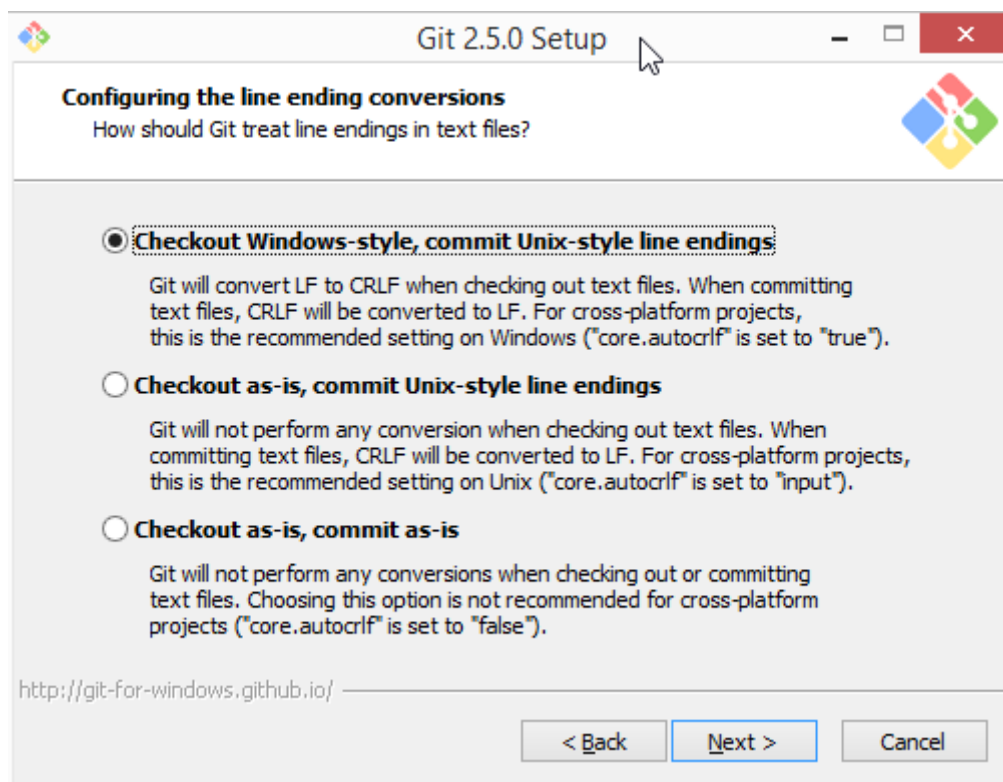 Git 2.5.0 Setup
Configuring the line ending conversions
How should Git treat line endings in text files?
Checkout Windows-style, commit Unix-style line endings
Git will convert LF to CRLF when checking out text files. When committing
text files, CRLF will be converted to LF. For cross-platform projects,
this is the recommended setting on Windows ("core.autocrlf" is set to "true").
Checkout as-is, commit Unix-style line endings
Git will not perform any conversion when checking out text files. When
committing text files, CRLF will be converted to LF. For cross-platform projects,
this is the recommended setting on Unix ("core.autocrlf" is set to "input").
Checkout as-is, commit as-is
Git will not perform any conversions when checking out or committing
text files. Choosing this option is not recommended for cross-platform
projects ("core.autocrlf" is set to "false").
http://git-for-windows.github.io/
< Back Next > Cancel